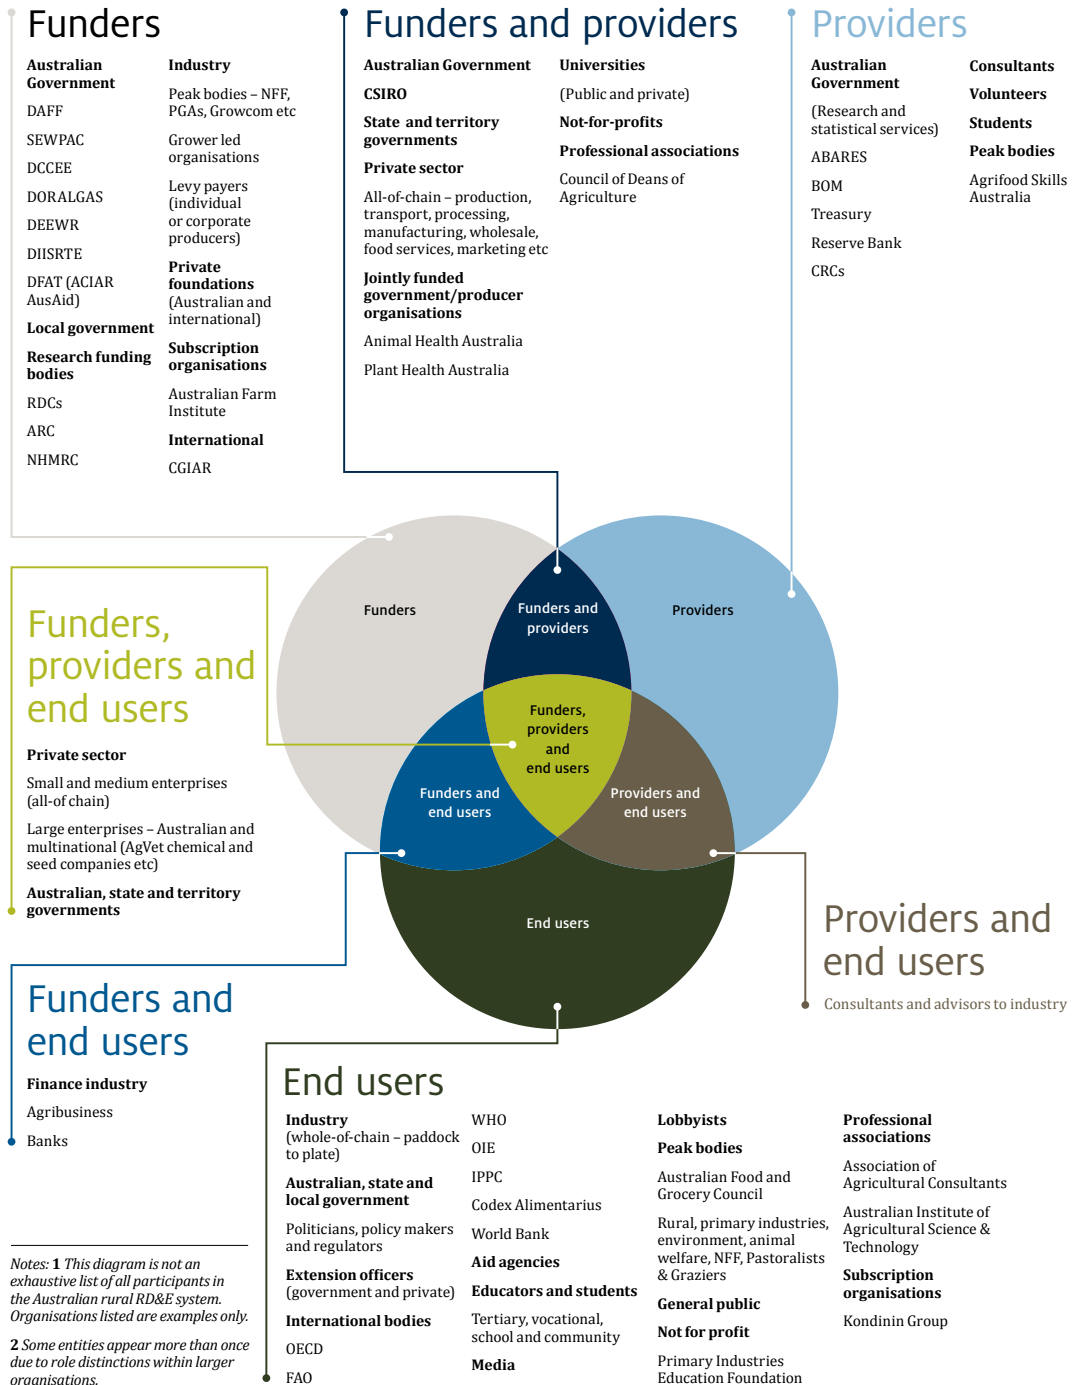 Funders
Australian
Government
DAFF
SEWPAC
DCCEE
DORALGAS
DEEWR
DIISRTE
DFAT (ACIAR
AusAid)
Local government
Research funding
bodies
RDCs
ARC
NHMRC
Industry
Peak bodies – NFF,
PGAs, Growcom etc
Grower led
organisations
Levy payers
(individual
or corporate
producers)
Private
foundations
(Australian and
international)
Subscription
organisations
Australian Farm
Institute
International
CGIAR
Funders and providers
Australian Government
CSIRO
State and territory
governments
Private sector
All-of-chain – production,
transport, processing,
manufacturing, wholesale,
food services, marketing etc
Jointly funded
government/producer
organisations
Animal Health Australia
Plant Health Australia
Universities
(Public and private)
Not-for-profits
Professional associations
Council of Deans of
Agriculture
Providers
Australian
Government
(Research and
statistical services)
ABARES
BOM
Treasury
Reserve Bank
CRCs
Consultants
Volunteers
Students
Peak bodies
Agrifood Skills
Australia
Funders
Funders and
providers
Providers
Funders,
providers
and
end users
Funders and
end users
Providers and
end users
End users
Funders,
providers and
end users
Private sector
Small and medium enterprises
(all-of chain)
Large enterprises – Australian and
multinational (AgVet chemical and
seed companies etc)
Australian, state and territory
governments
Providers and
end users
Consultants and advisors to industry
Funders and
end users
Finance industry
Agribusiness
Banks
End users
Industry
(whole-of-chain – paddock
to plate)
Australian, state and
local government
Politicians, policy makers
and regulators
Extension officers
(government and private)
International bodies
OECD
FAO
WHO
OIE
IPPC
Codex Alimentarius
World Bank
Aid agencies
Educators and students
Tertiary, vocational,
school and community
Media
Lobbyists
Peak bodies
Australian Food and
Grocery Council
Rural, primary industries,
environment, animal
welfare, NFF, Pastoralists
& Graziers
General public
Not for profit
Primary Industries
Education Foundation
Professional
associations
Association of
Agricultural Consultants
Australian Institute of
Agricultural Science &
Technology
Subscription
organisations
Kondinin Group
Notes: 1 This diagram is not an
exhaustive list of all participants in
the Australian rural RD&E system.
Organisations listed are examples only.
2 Some entities appear more than once
due to role distinctions within larger
organisations.